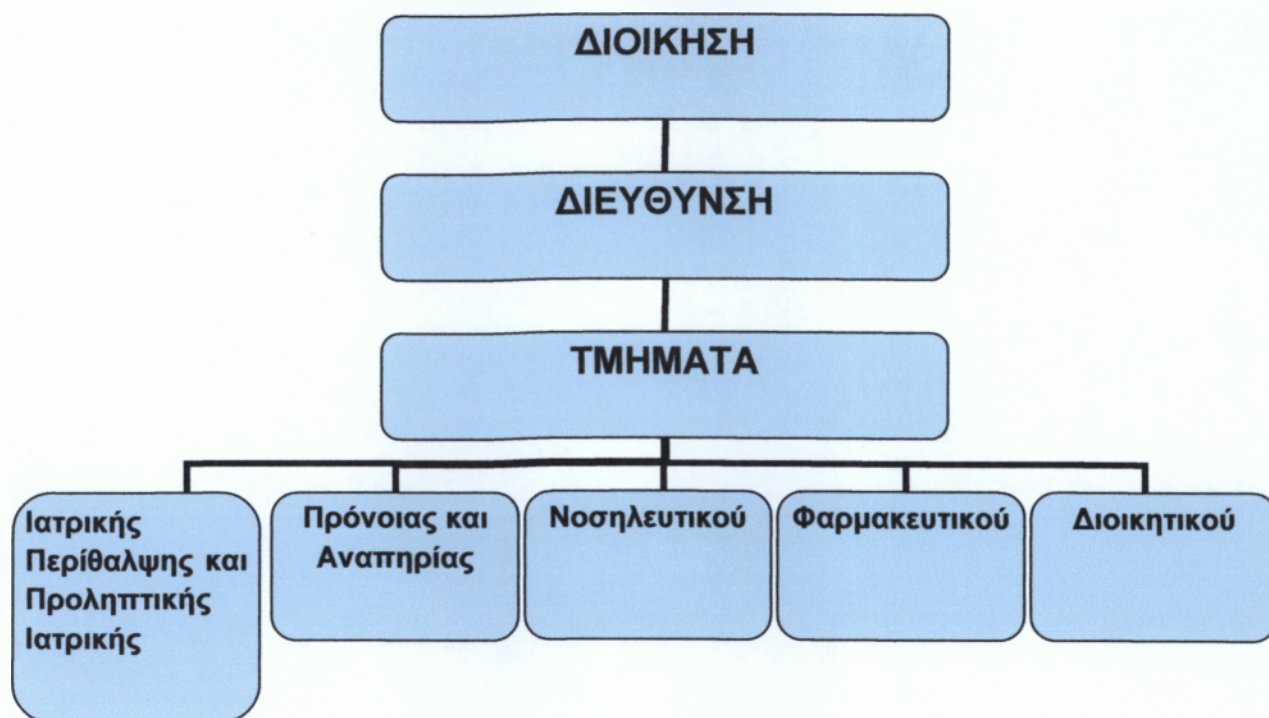 ΔΙΟΙΚΗΣΗ
ΔΙΕΥΘΥΝΣΗ
ΤΜΗΜΑΤΑ
Ιατρικής
Περίθαλψης και
Προληπτικής
Ιατρικής
Πρόνοιας και
Αναπηρίας
Νοσηλευτικού
Φαρμακευτικού
Διοικητικού